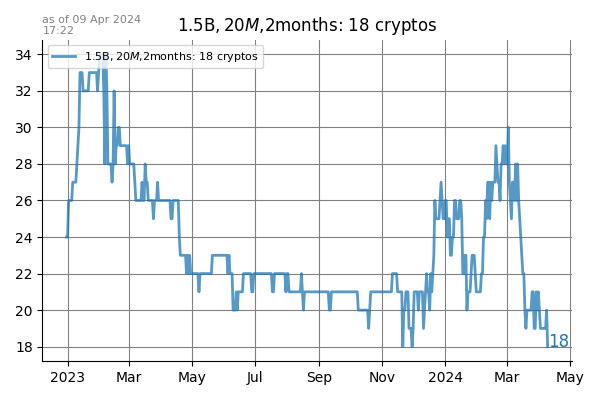 as of 09 Apr 2024
17:22
1.5B, 20M,2months: 18 cryptos
1.5B, 20M,2months: 18 cryptos
34
32
30
28
26
24
22
20
18
18
2023 Mar May Jul Sep Nov 2024 Mar May